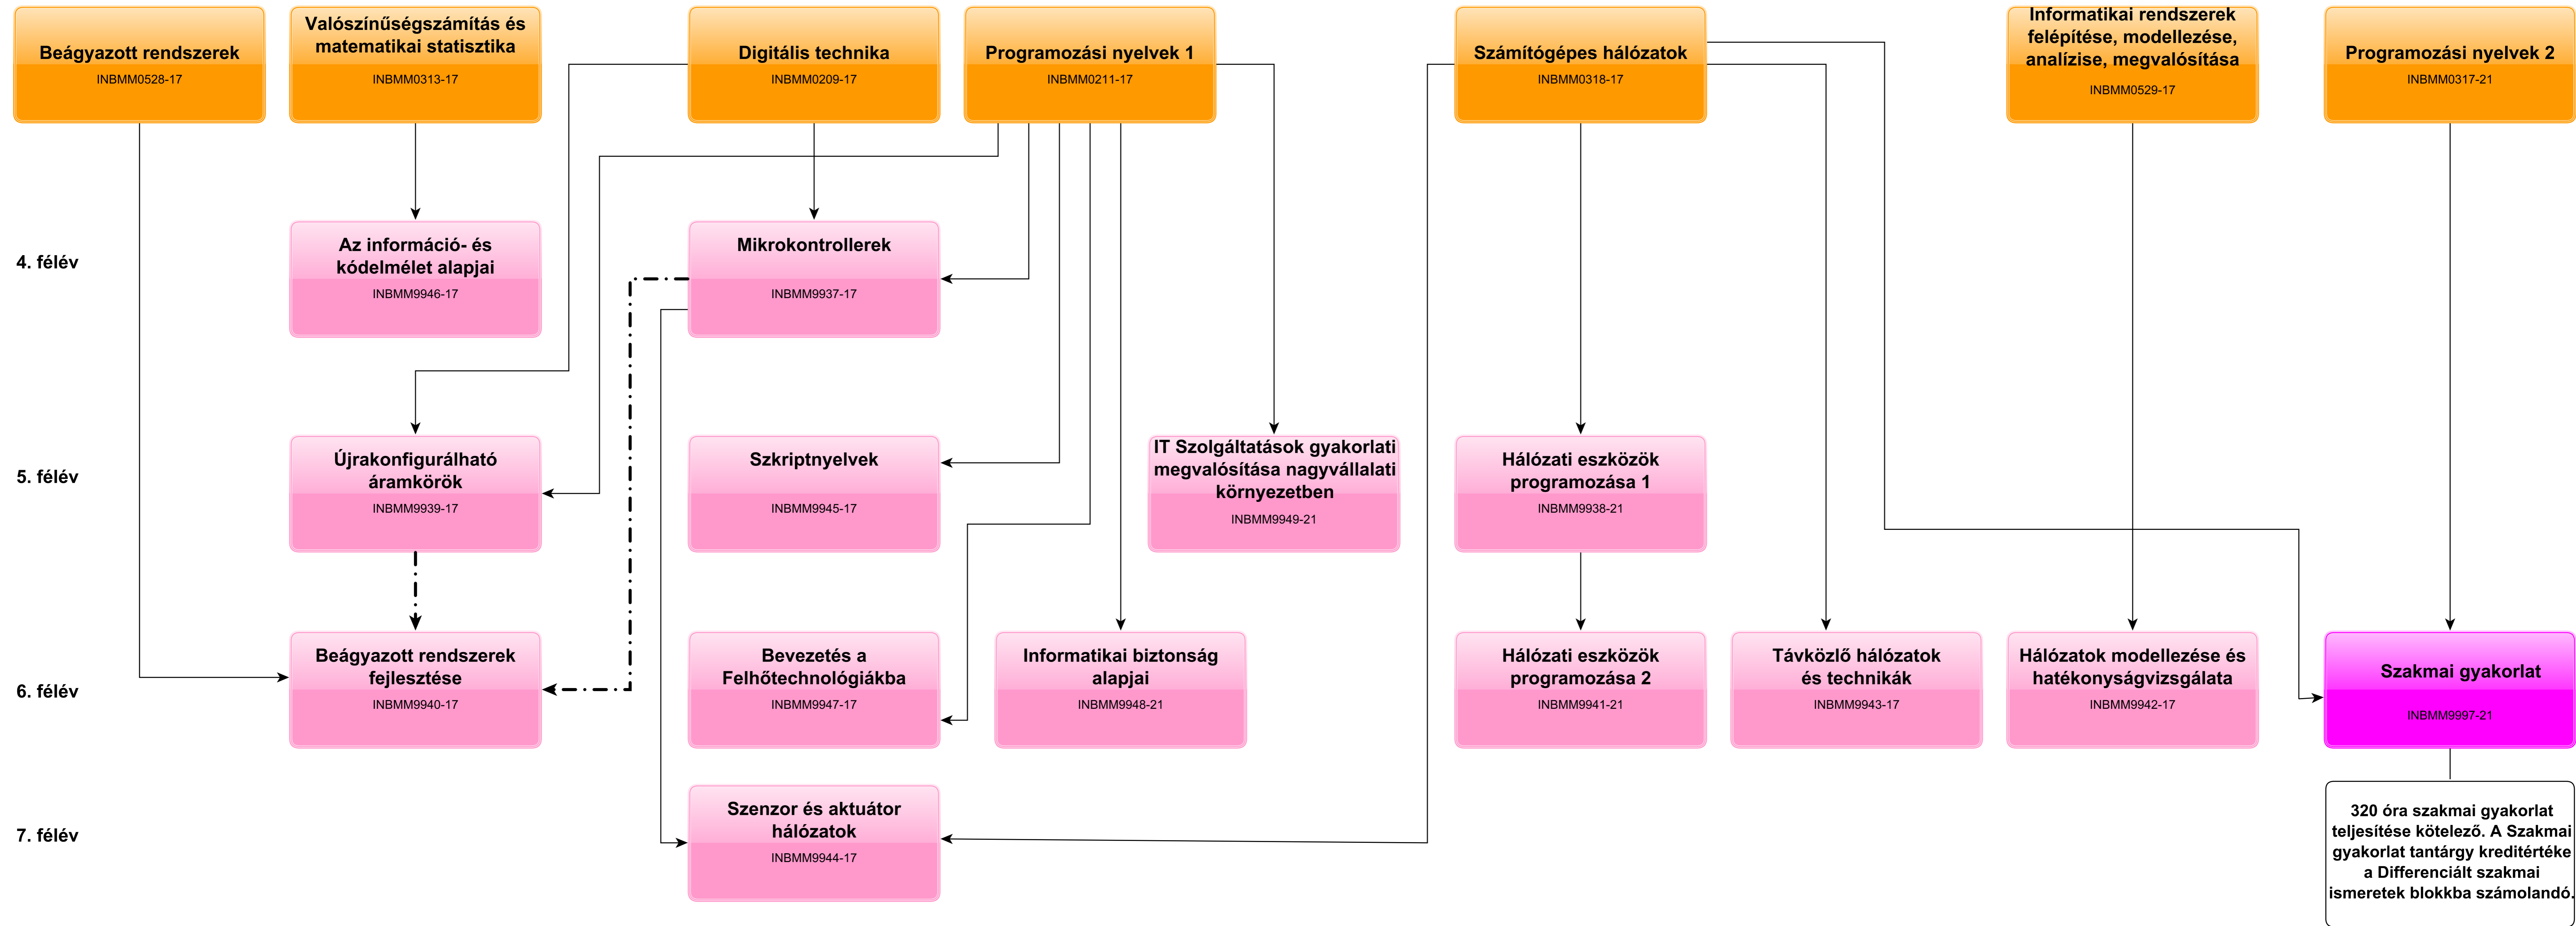 Beágyazott rendszerek
INBMM0528-17
Valószínűségszámítás és
matematikai statisztika
INBMM0313-17
Digitális technika
INBMM0209-17
Programozási nyelvek 1
INBMM0211-17
Számítógépes hálózatok
INBMM0318-17
Informatikai rendszerek
felépítése, modellezése,
analízise, megvalósítása
INBMM0529-17
Programozási nyelvek 2
INBMM0317-21
4. félév
Az információ- és
kódelmélet alapjai
INBMM9946-17
Mikrokontrollerek
INBMM9937-17
5. félév
Újrakonfigurálható
áramkörök
INBMM9939-17
Szkriptnyelvek
INBMM9945-17
IT Szolgáltatások gyakorlati
megvalósítása nagyvállalati
környezetben
INBMM9949-21
Hálózati eszközök
programozása 1
INBMM9938-21
6. félév
Beágyazott rendszerek
fejlesztése
INBMM9940-17
Bevezetés a
Felhőtechnológiákba
INBMM9947-17
Informatikai biztonság
alapjai
INBMM9948-21
Hálózati eszközök
programozása 2
INBMM9941-21
Távközlő hálózatok
és technikák
INBMM9943-17
Hálózatok modellezése és
hatékonyságvizsgálata
INBMM9942-17
Szakmai gyakorlat
INBMM9997-21
7. félév
Szenzor és aktuátor
hálózatok
INBMM9944-17
320 óra szakmai gyakorlat
teljesítése kötelező. A Szakmai
gyakorlat tantárgy kreditértéke
a Differenciált szakmai
ismeretek blokkba számolandó.